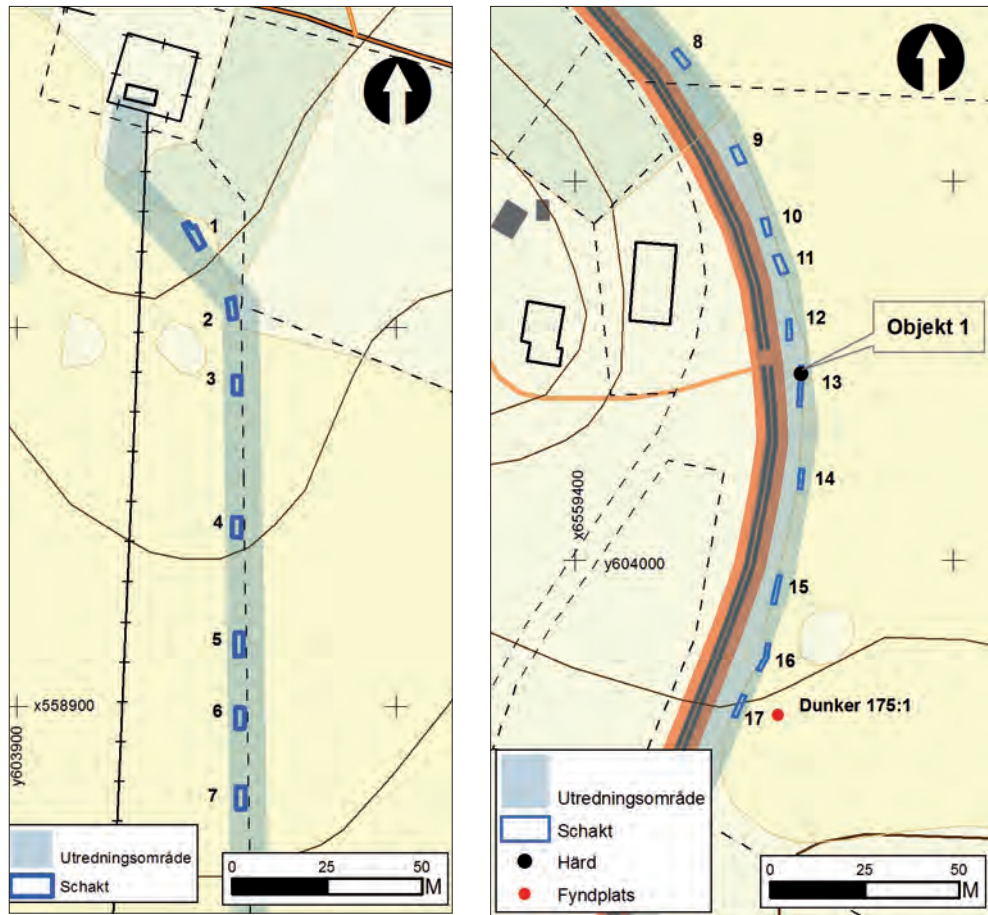 1
2
3
4
5
6
7
x558900
y603900
Utredningsområde
Schakt
0 25 50
M
8
9
10
11
12
Objekt 1
13
14
x6559400
y604000
15
16
17
Dunker 175:1
Utredningsområde
Schakt
Härd
Fyndplats
0 25 50
M